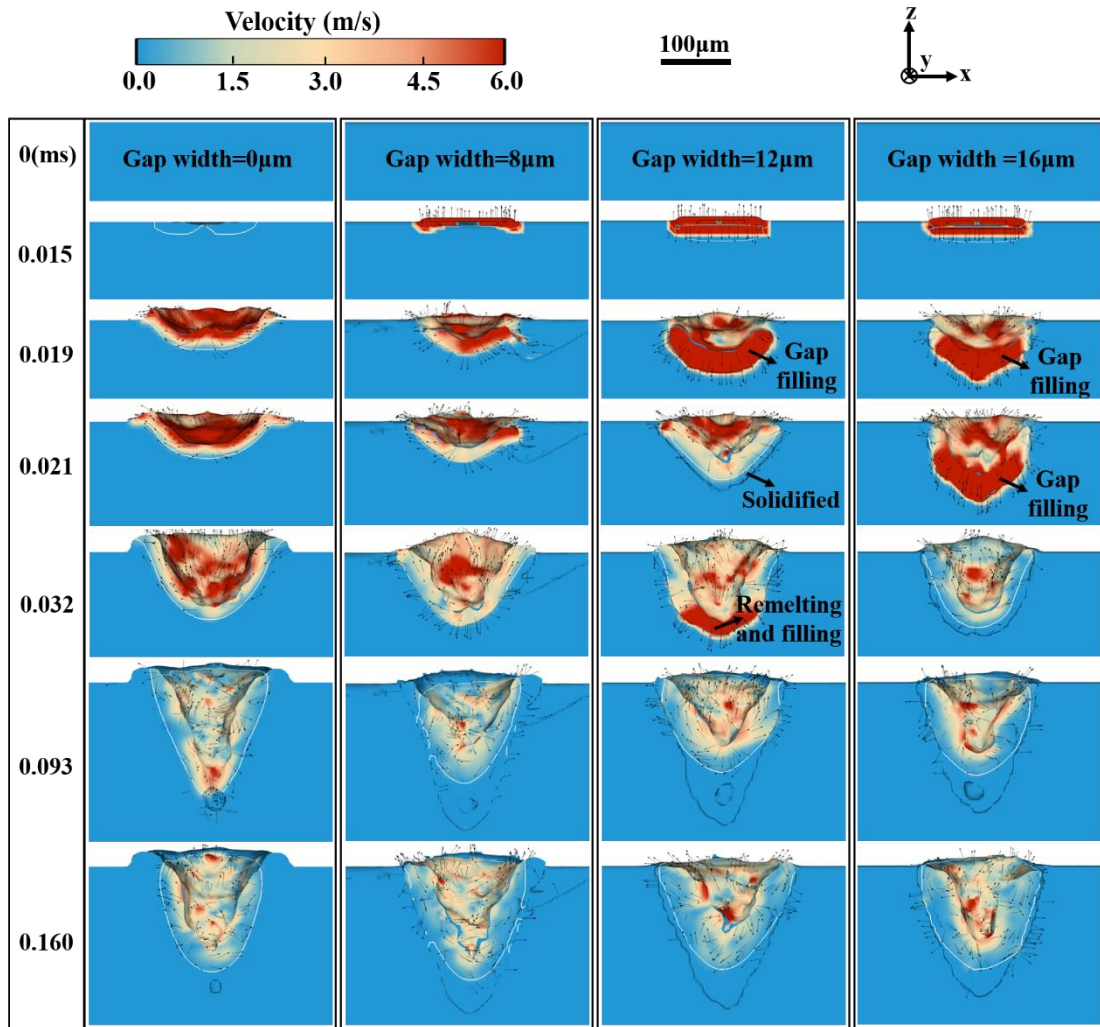 Velocity (m/s)
0.0 1.5 3.0 4.5 6.0
100μm
z
y
x
0(ms)
Gap width=0μm
Gap width=8μm
Gap width=12μm
Gap width =16μm
0.015
0.019
Gap
filling
Gap
filling
0.021
Solidified
Gap
filling
0.032
Remelting
and filling
0.093
0.160